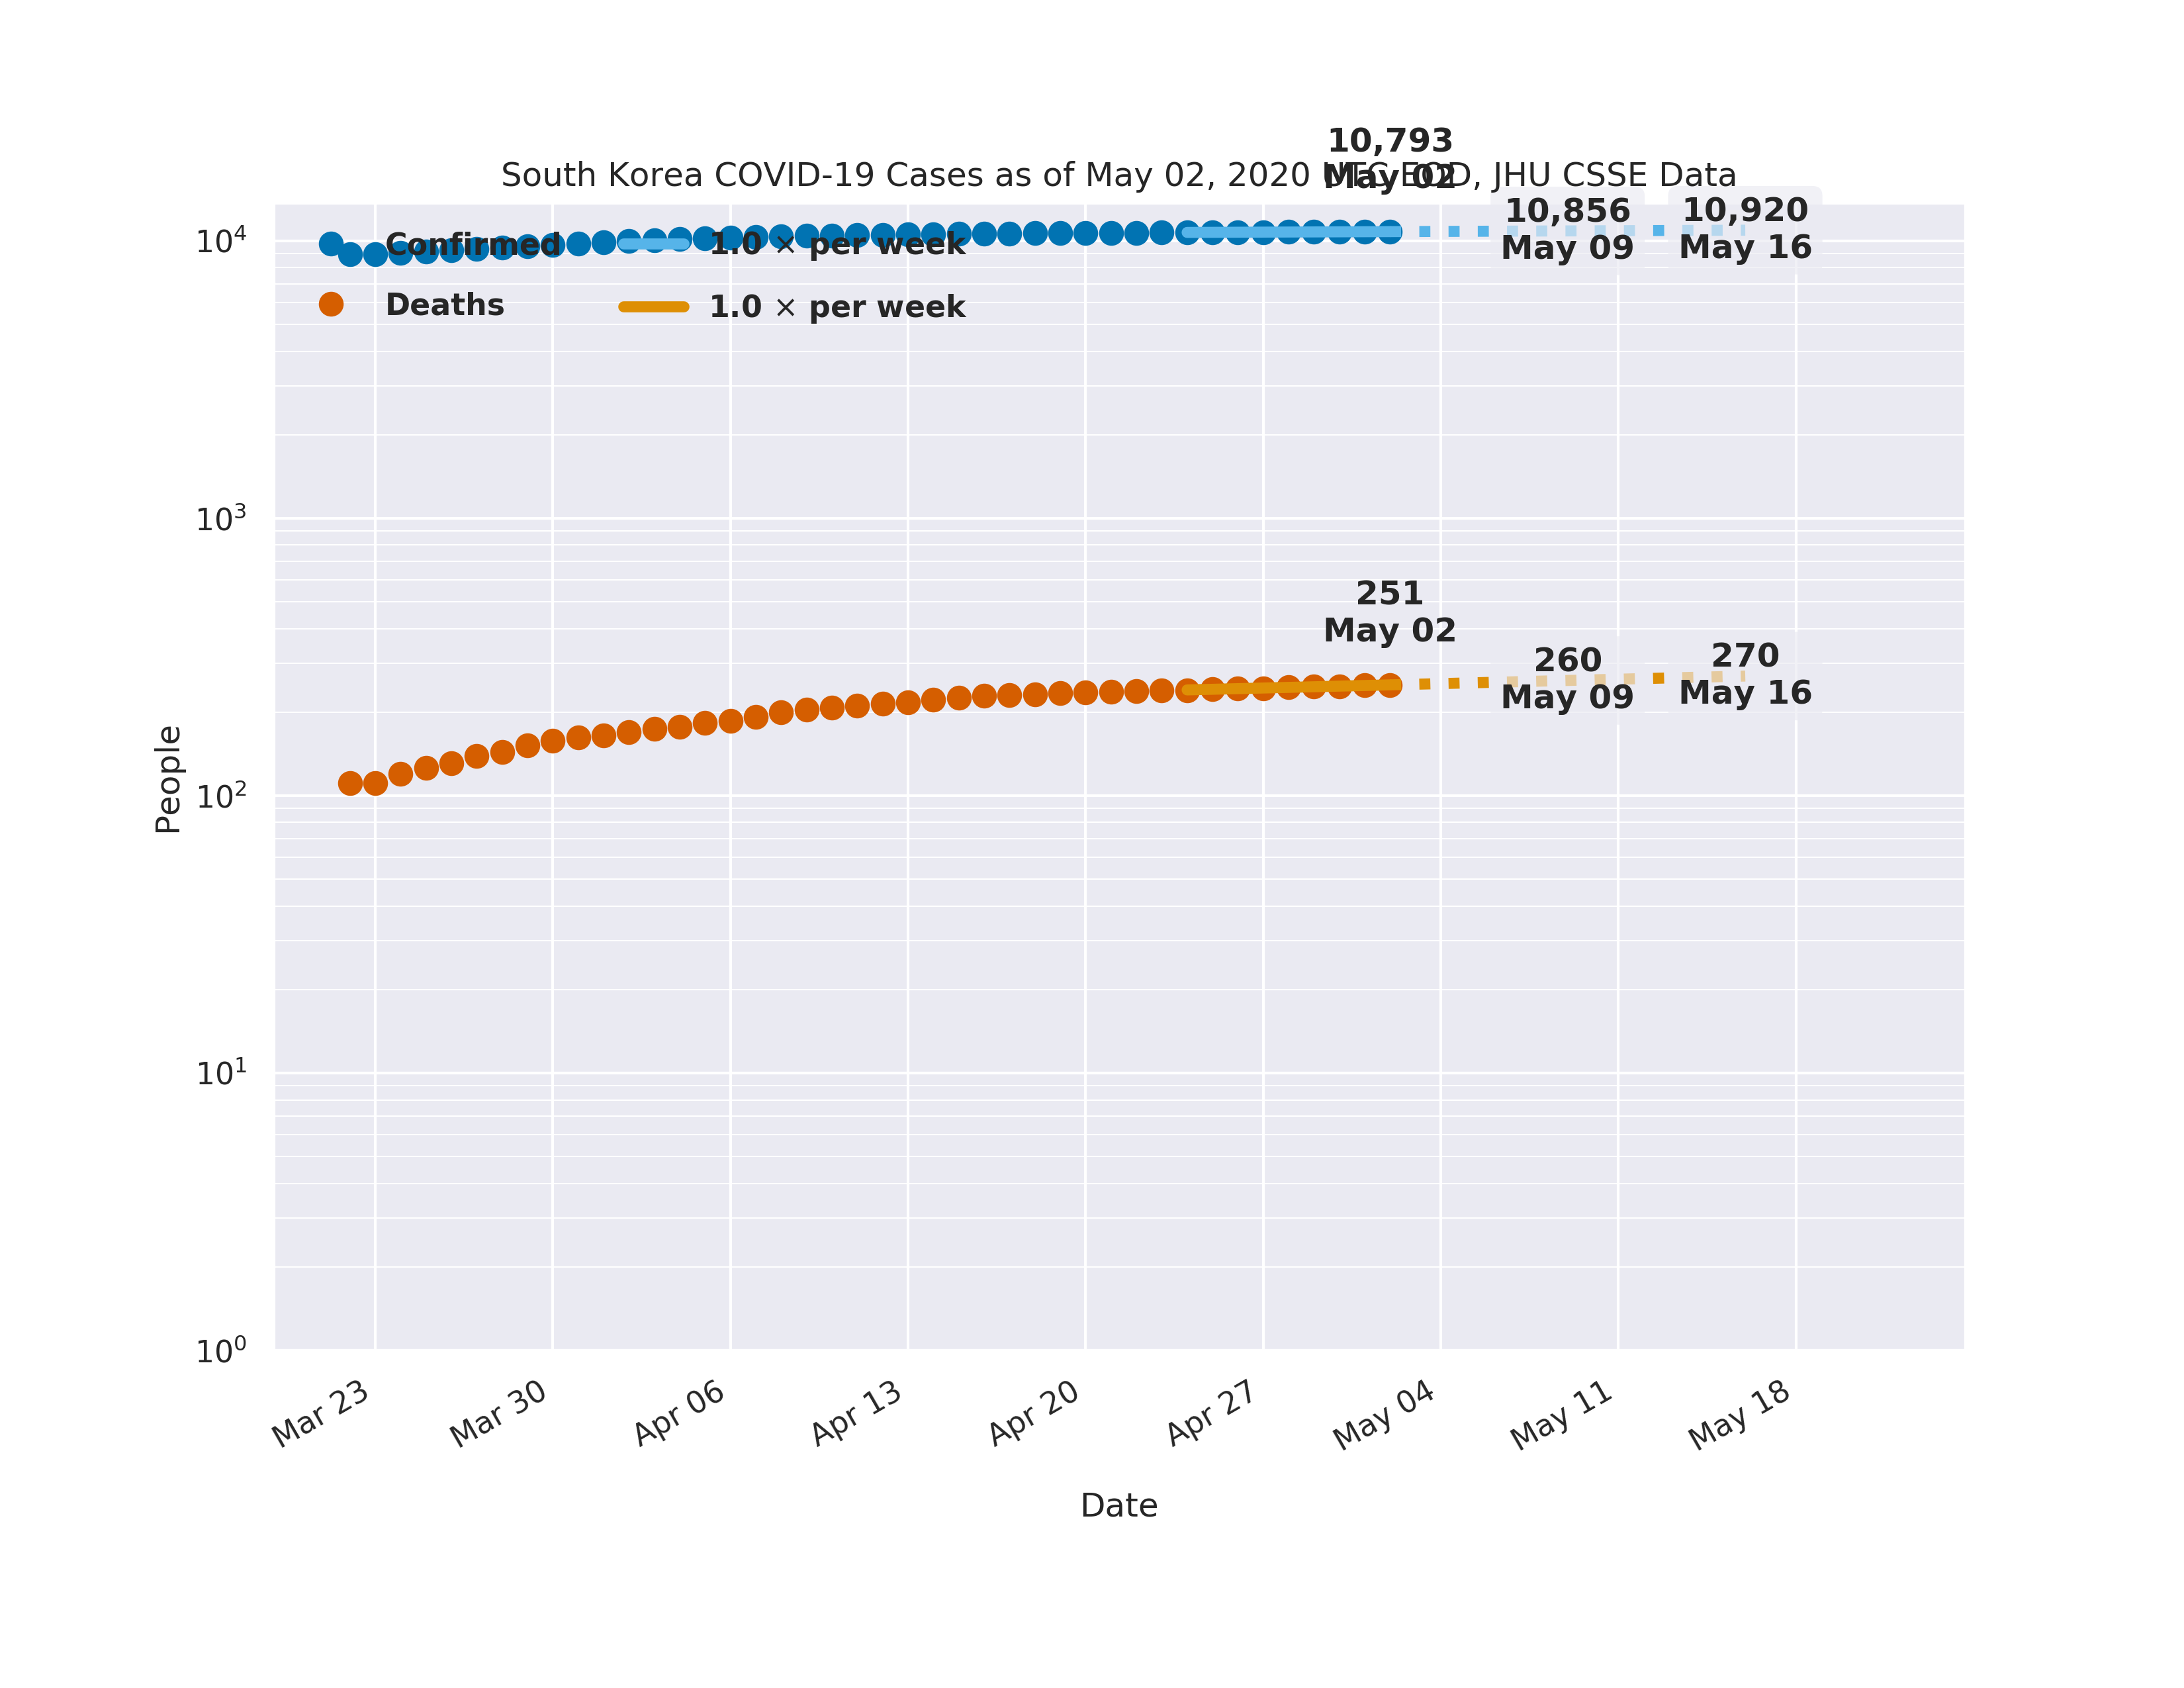 10,793
May 02
South Korea COVID-19 Cases as of May 02, 2020 UTC EOD, JHU CSSE Data
10,856
May 09
10,920
May 16
Confirmed
1.0 × per week
Deaths
1.0 × per week
251
May 02
260
May 09
270
May 16
People
10⁴
10³
10²
10¹
10⁰
Mar 23
Mar 30
Apr 06
Apr 13
Apr 20
Apr 27
May 04
May 11
May 18
Date